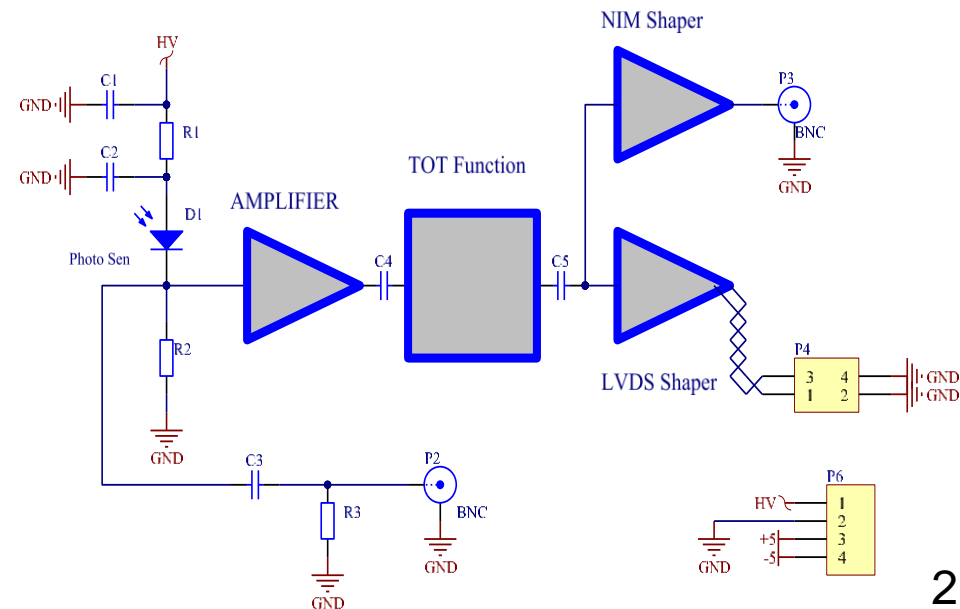 NIM Shaper
HV
C1
P3
GND
R1
BNC
C2
TOT Function
GND
GND
AMPLIFIER
D1
Photo Sen
C4
C5
R2
P4
LVDS Shaper
3 4 GND
1 2 GND
GND
C3
P2
P6
R3
BNC
HV 1
2
+5 3
-5 4
GND
GND
GND
2